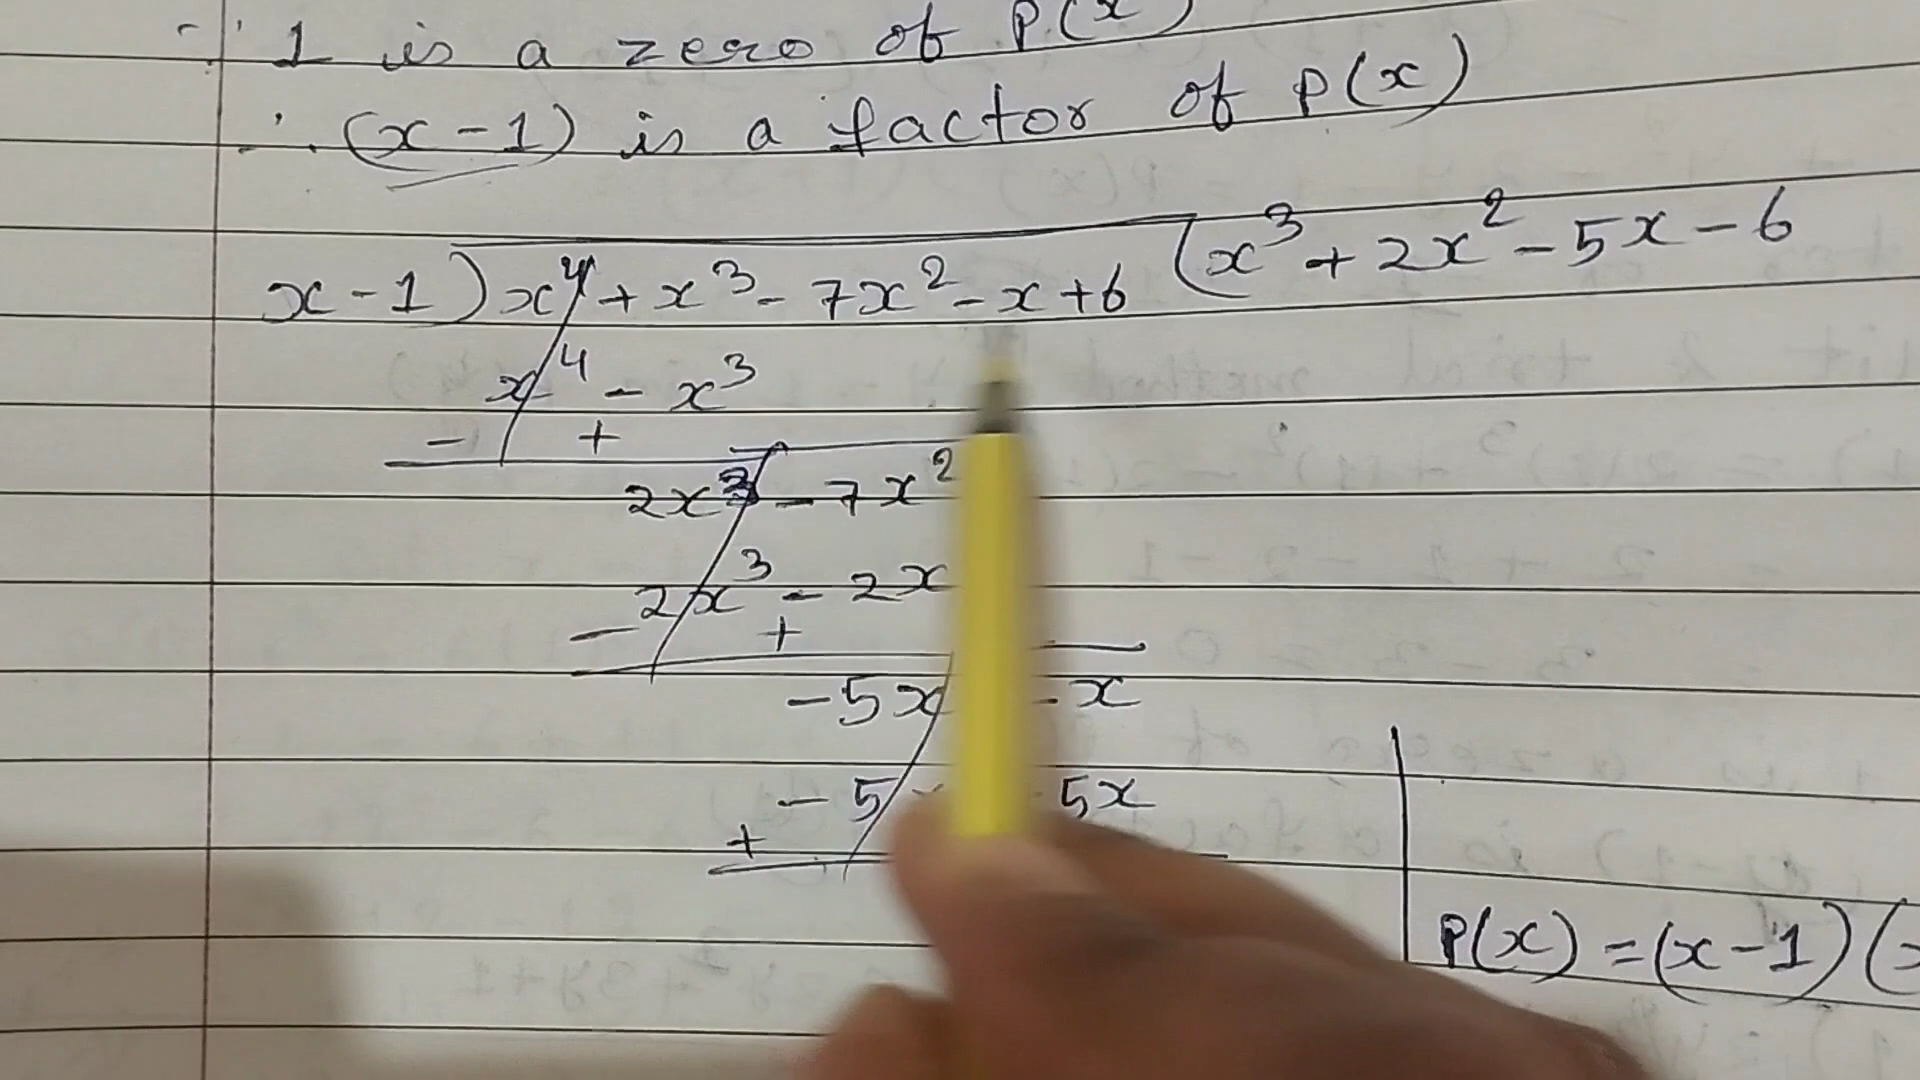 ∵ 1 is a zero of P(x)
∴ (x-1) is a factor of P(x)
x-1) x⁴ + x³ - 7x² - x + 6 (x³ + 2x² - 5x - 6
x⁴ - x³
- +
2x³ - 7x²
2x³ - 2x
- +
-5x - x
-5 5x
+
P(x) = (x-1)(